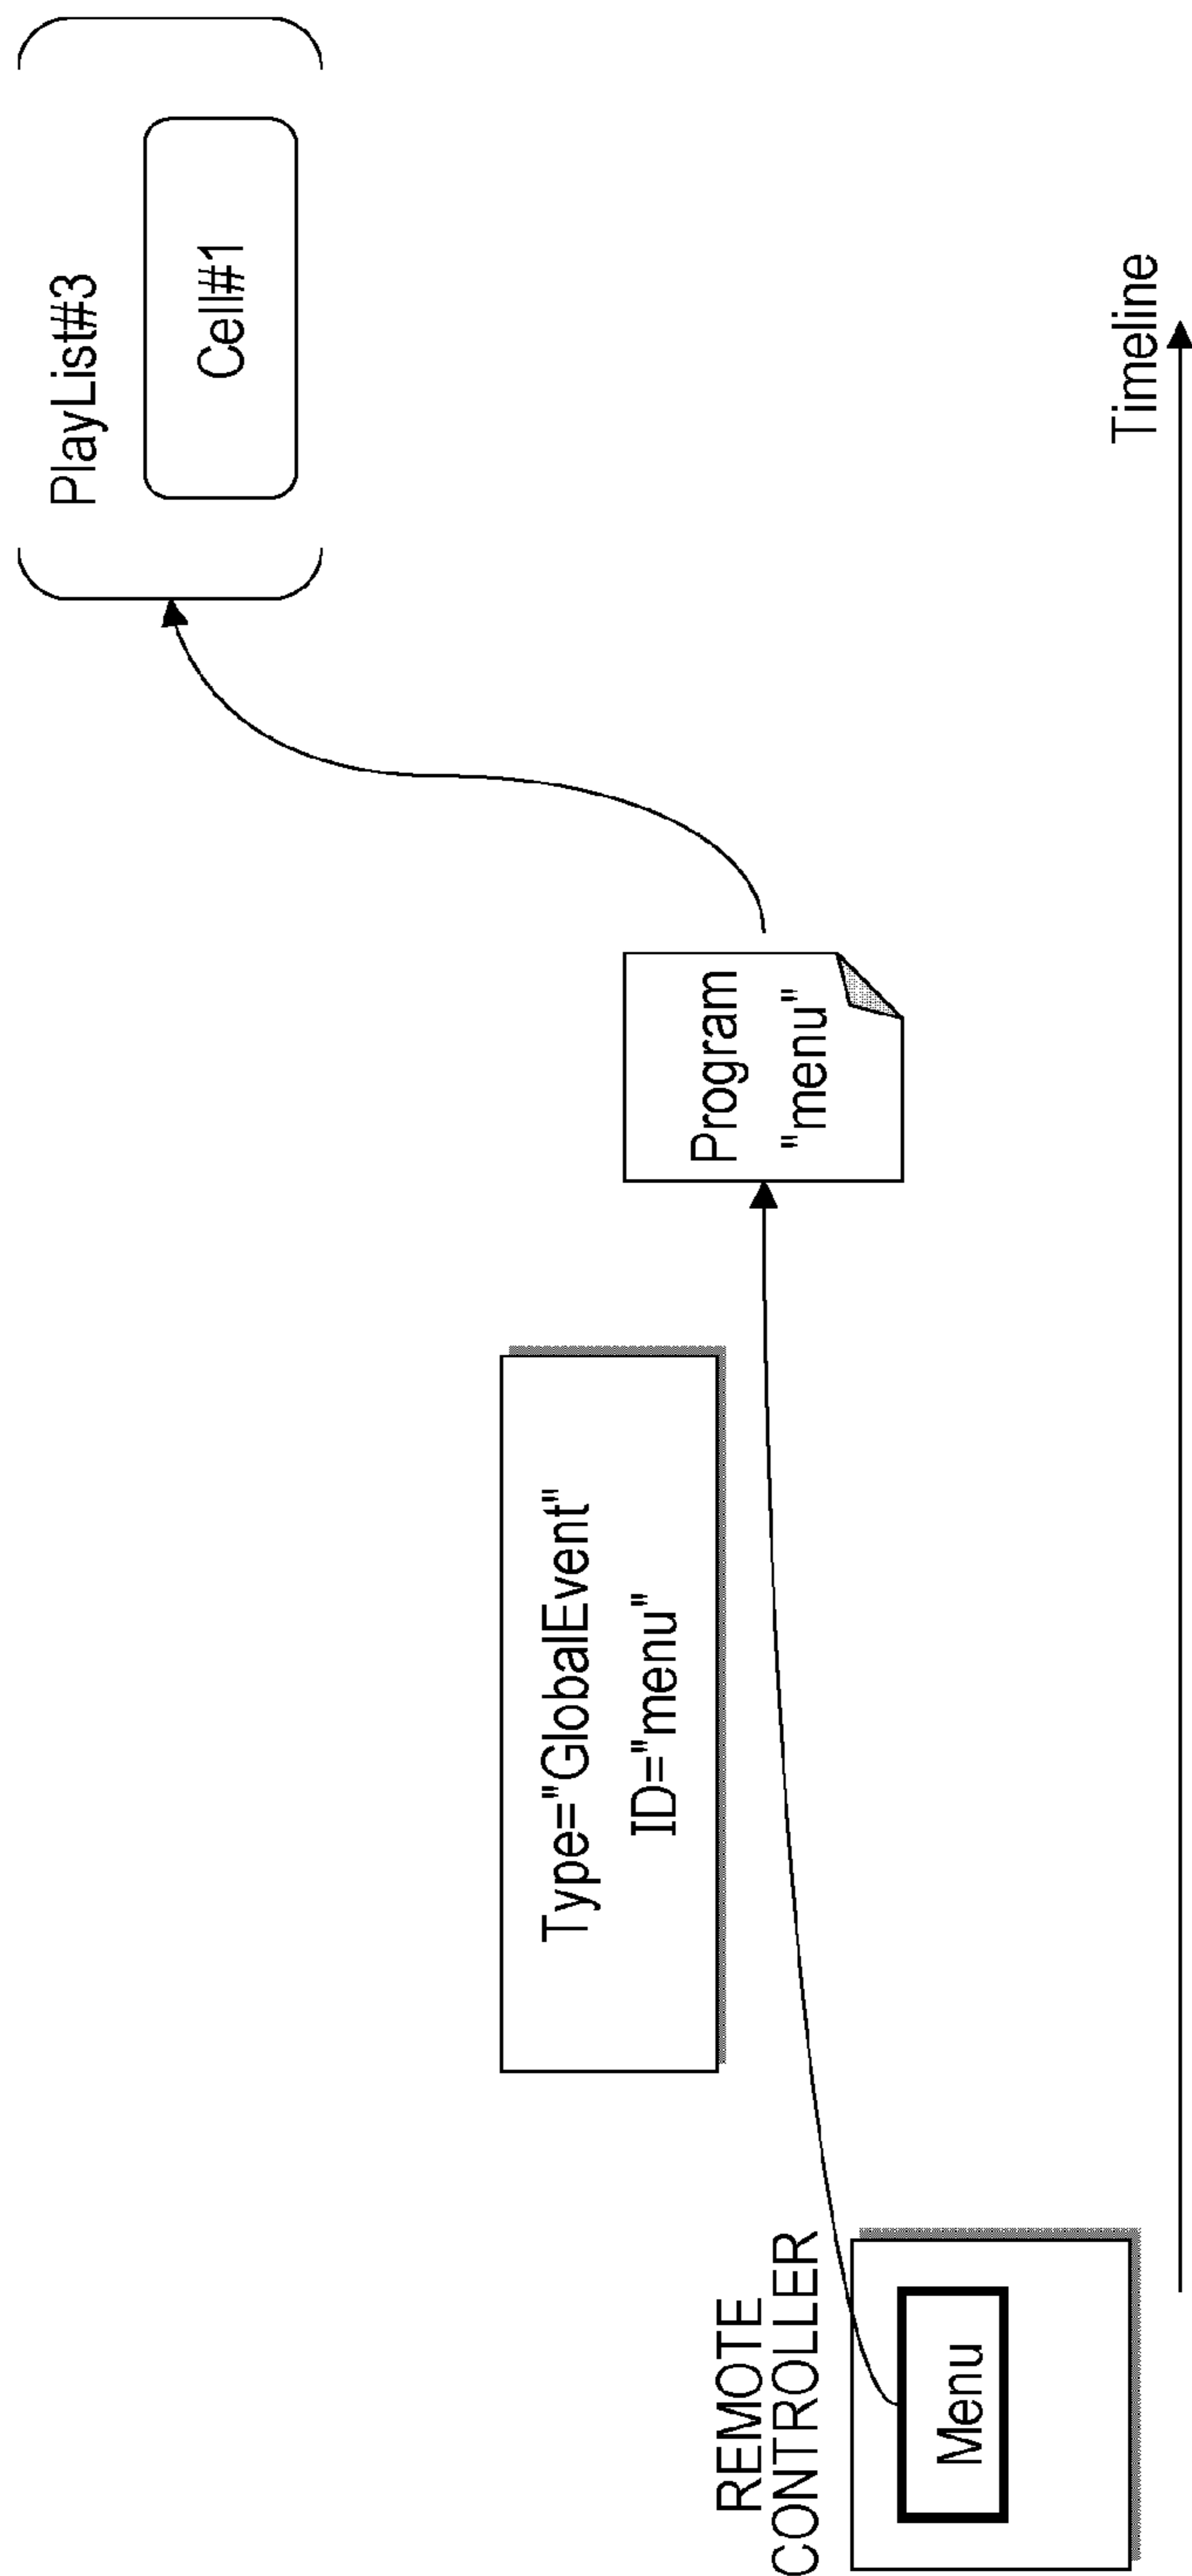 PlayList#3
Cell#1
Type="GlobalEvent"
ID="menu"
Program
"menu"
REMOTE
CONTROLLER
Menu
Timeline